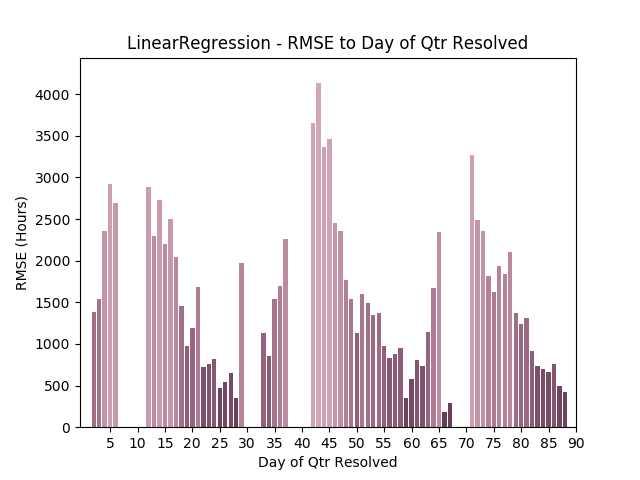 LinearRegression - RMSE to Day of Qtr Resolved
4000
3500
3000
2500
2000
1500
1000
500
0
RMSE (Hours)
5 10 15 20 25 30 35 40 45 50 55 60 65 70 75 80 85 90
Day of Qtr Resolved